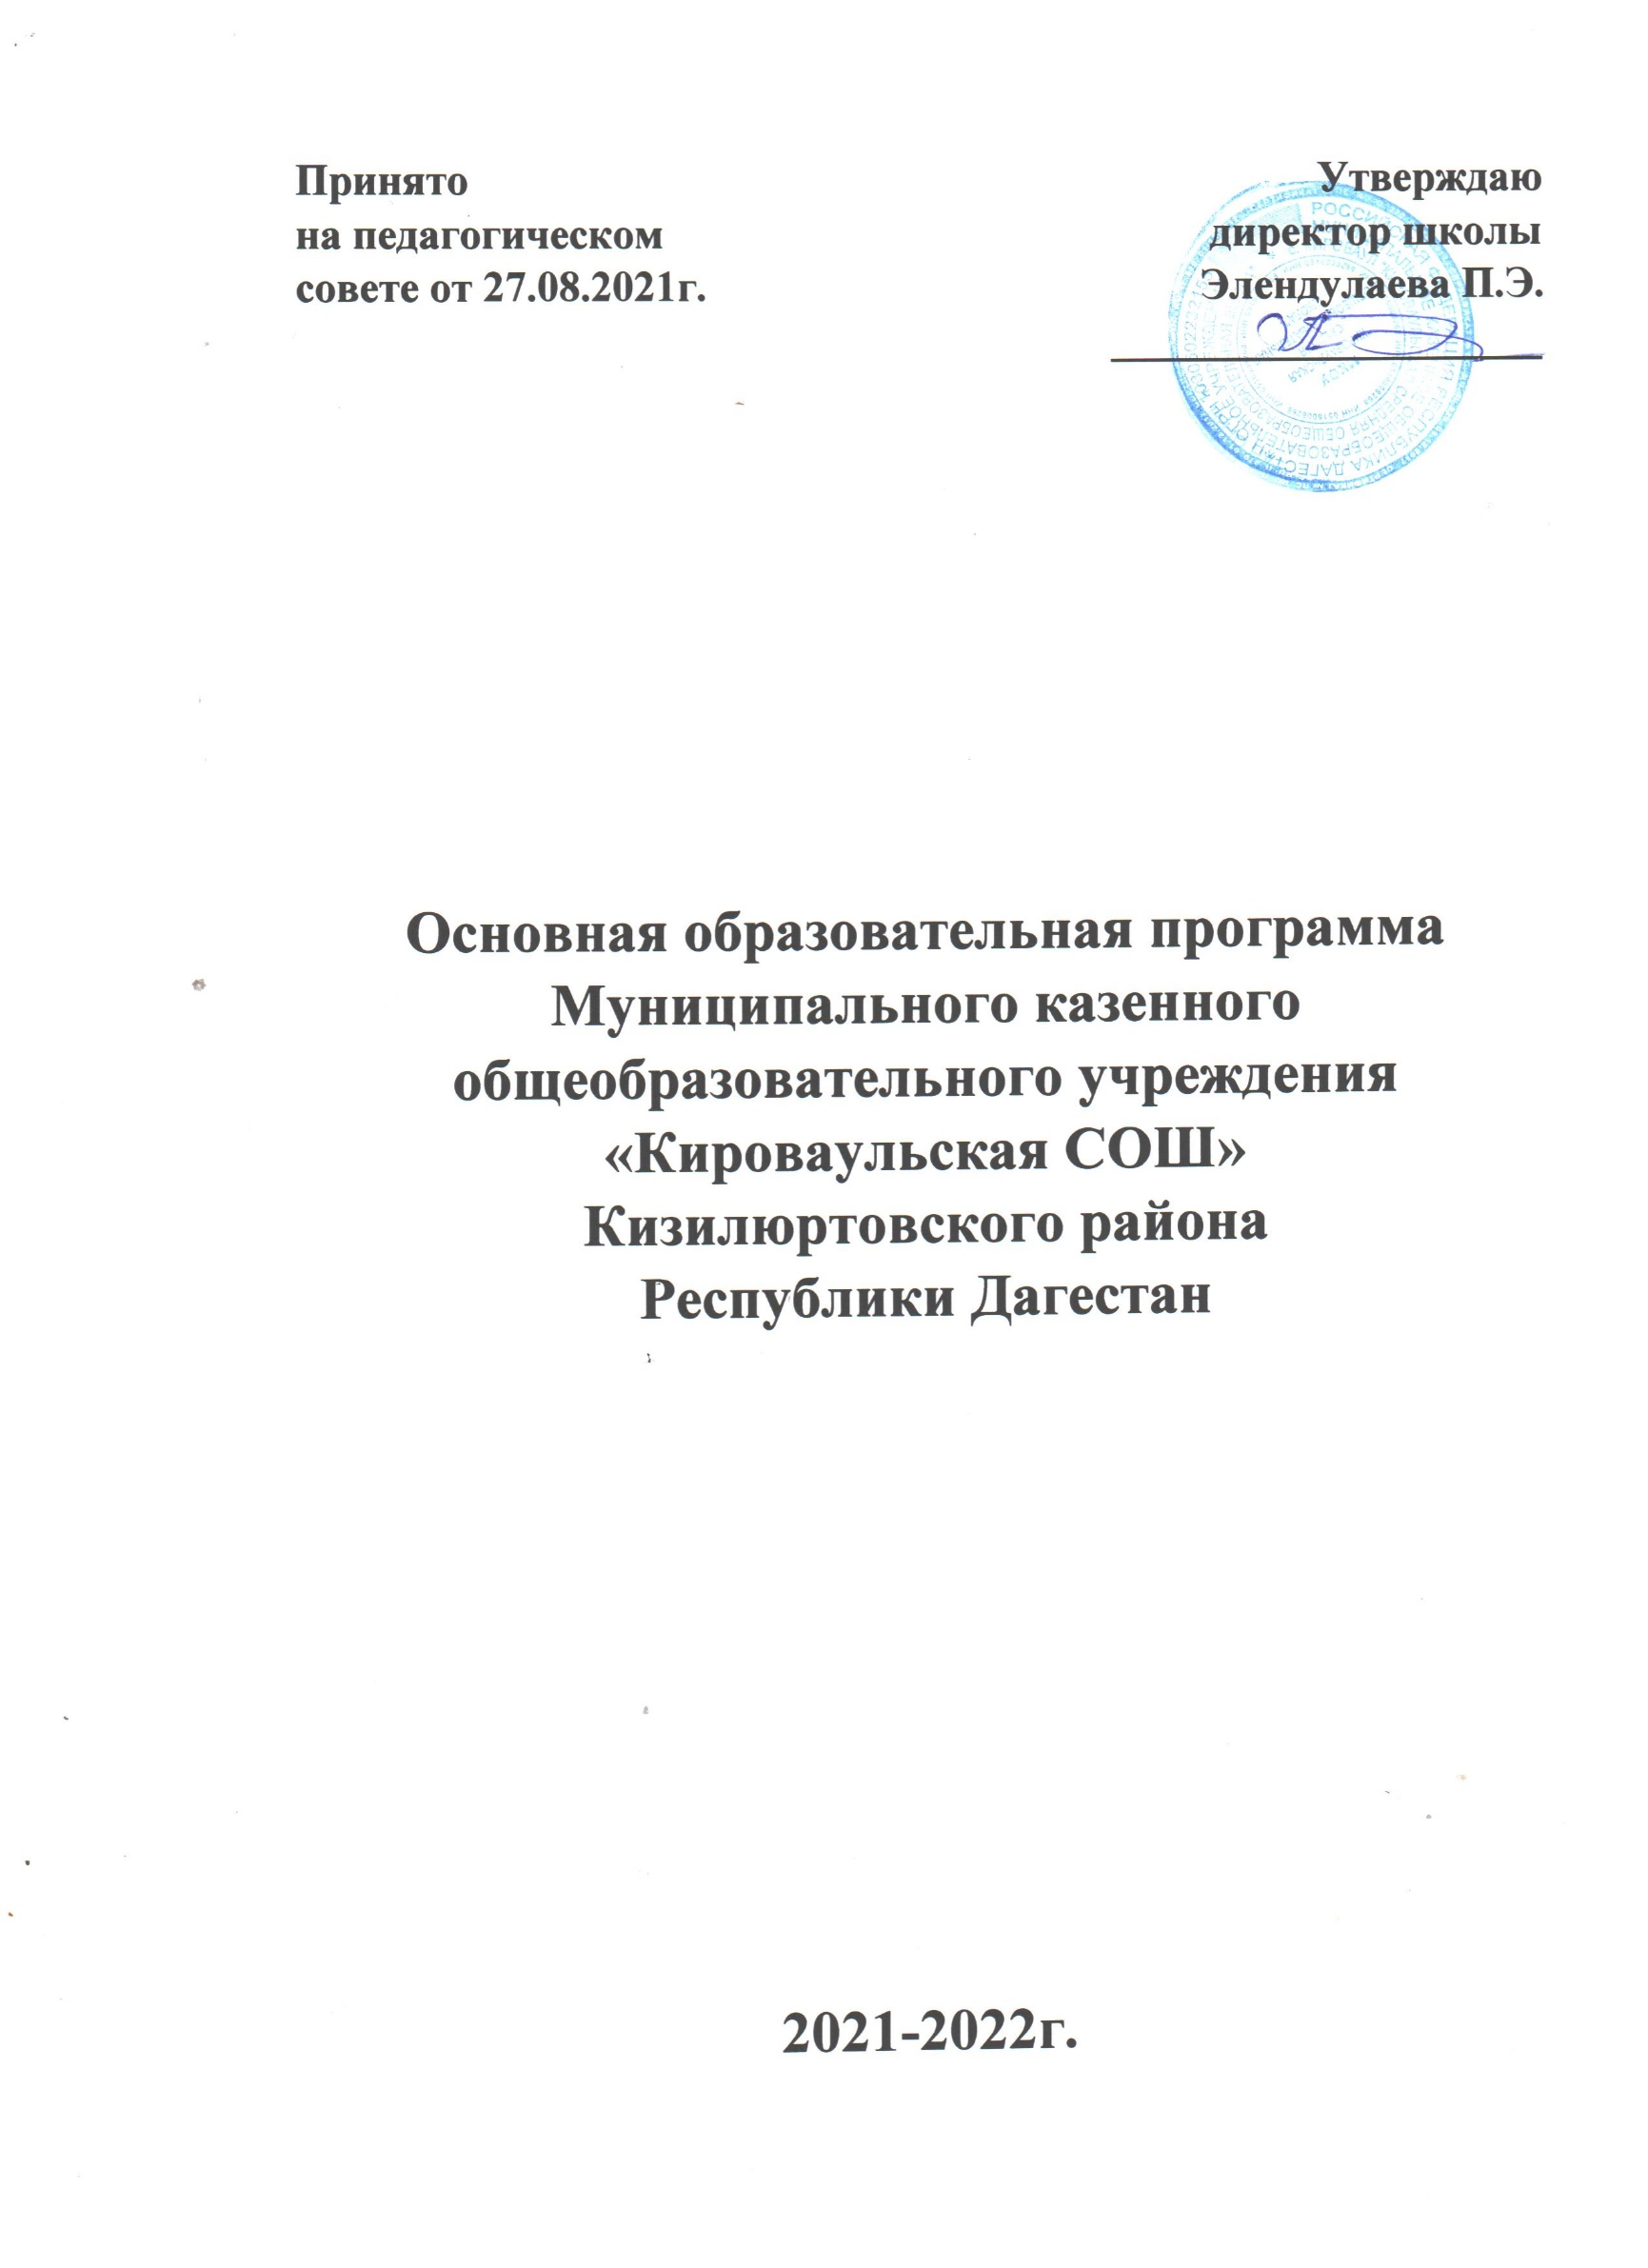 Принято
на педагогическом
совете от 27.08.2021г.
Утверждаю
директор школы
Элендулаева П.Э.
Основная образовательная программа
Муниципального казенного
общеобразовательного учреждения
«Кироваульская СОШ»
Кизилюртовского района
Республики Дагестан
2021-2022г.